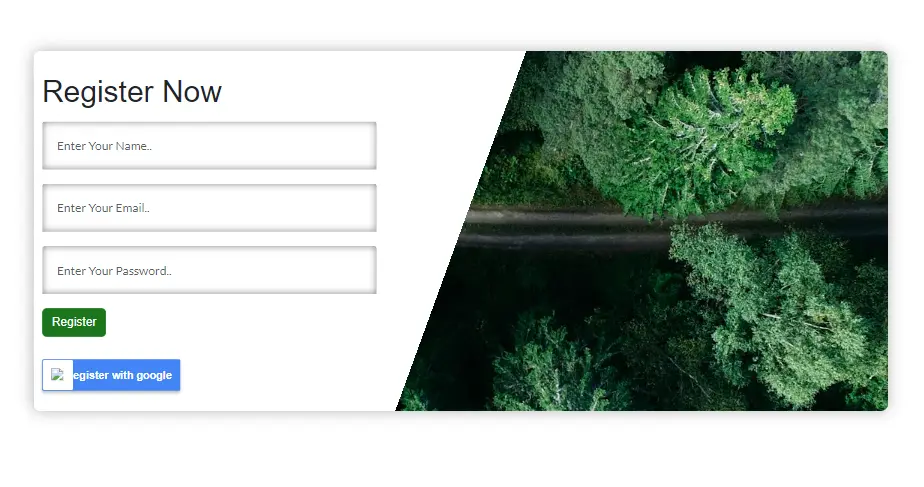 Register Now
Enter Your Name..
Enter Your Email..
Enter Your Password..
Register
egister with google